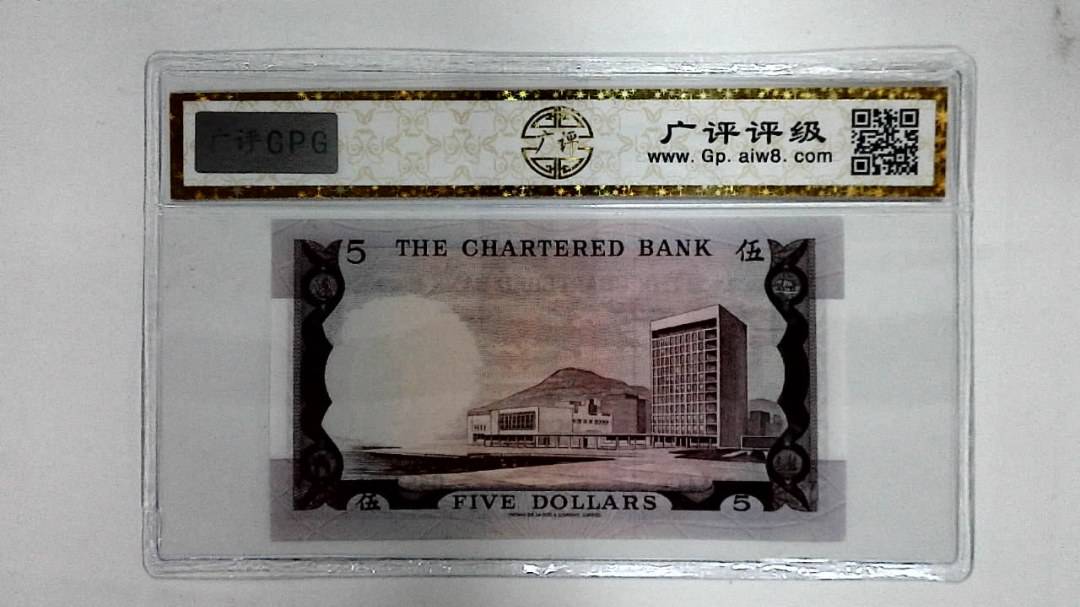 广评GPG
广评
广评评级
www. Gp. aiw8. com
5 THE CHARTERED BANK 伍
伍 FIVE DOLLARS 5